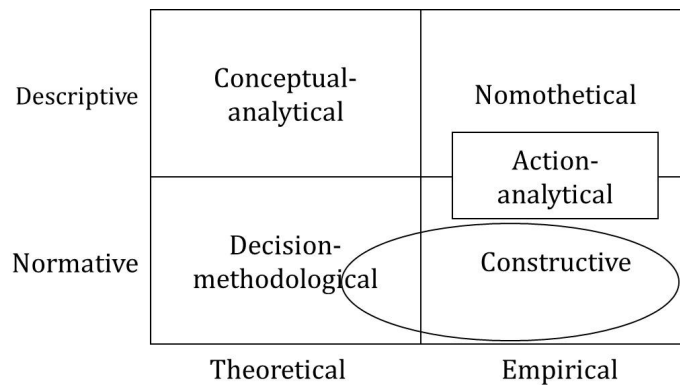 Conceptual-
analytical
Descriptive
Nomothetical
Action-
analytical
Decision-
methodological
Normative
Constructive
Theoretical
Empirical